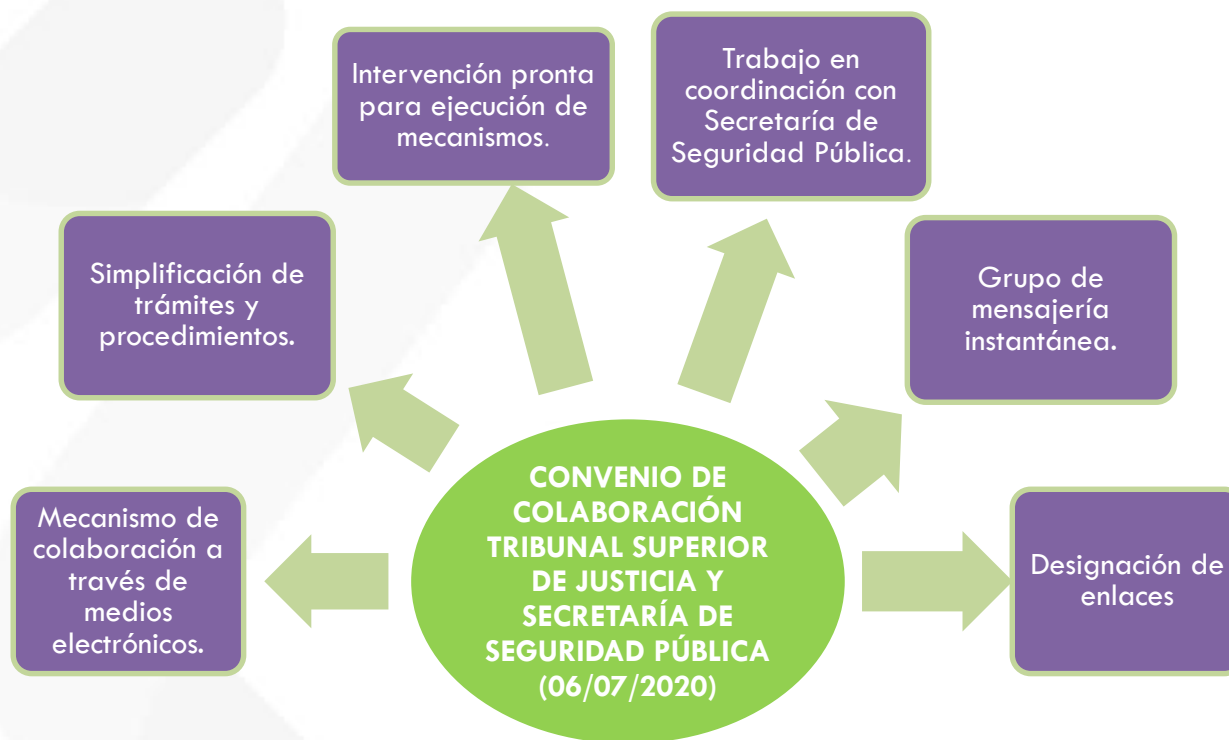 Intervención pronta
para ejecución de
mecanismos.
Trabajo en
coordinación con
Secretaría de
Seguridad Pública.
Simplificación de
trámites y
procedimientos.
Grupo de
mensajería
instantánea.
Mecanismo de
colaboración a
través de
medios
electrónicos.
CONVENIO DE
COLABORACIÓN
TRIBUNAL SUPERIOR
DE JUSTICIA Y
SECRETARÍA DE
SEGURIDAD PÚBLICA
(06/07/2020)
Designación de
enlaces